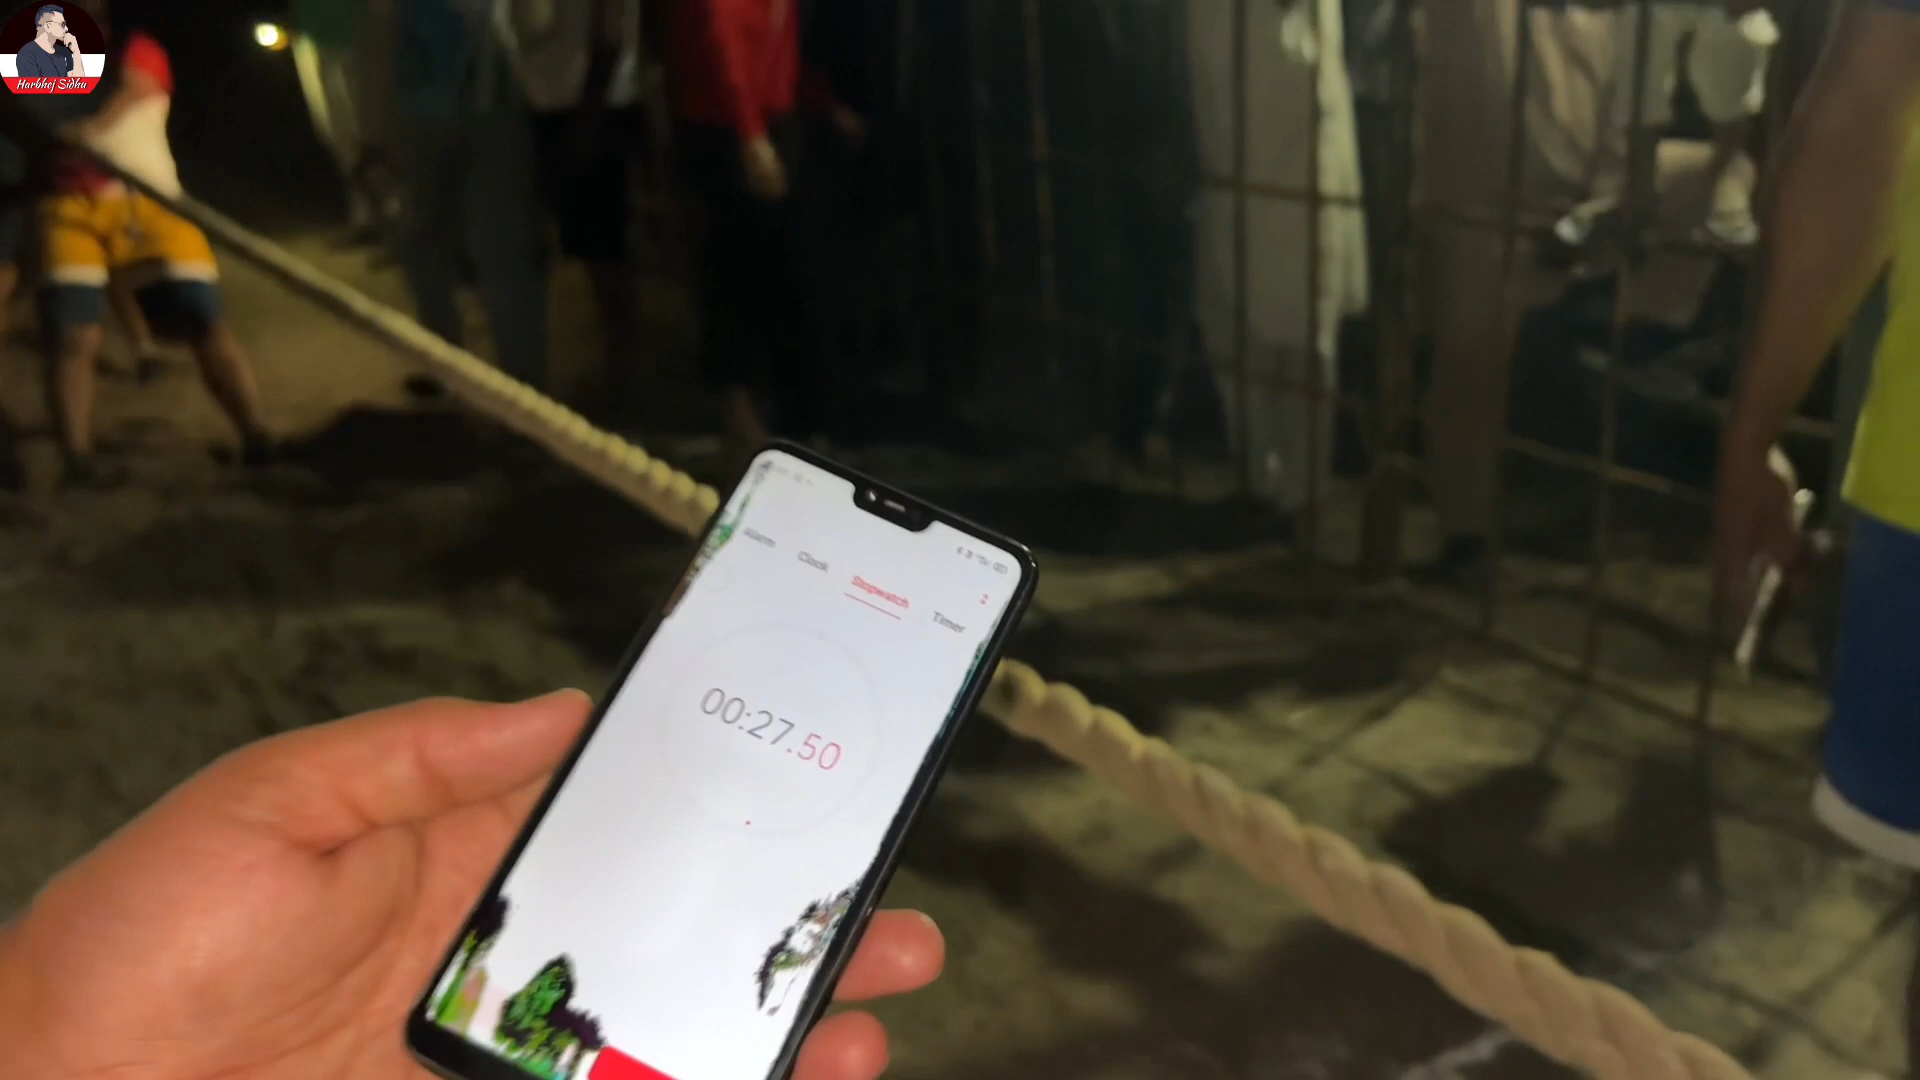 Harbhej Sidhu
Alarm
Clock
Stopwatch
Timer
00:27.50